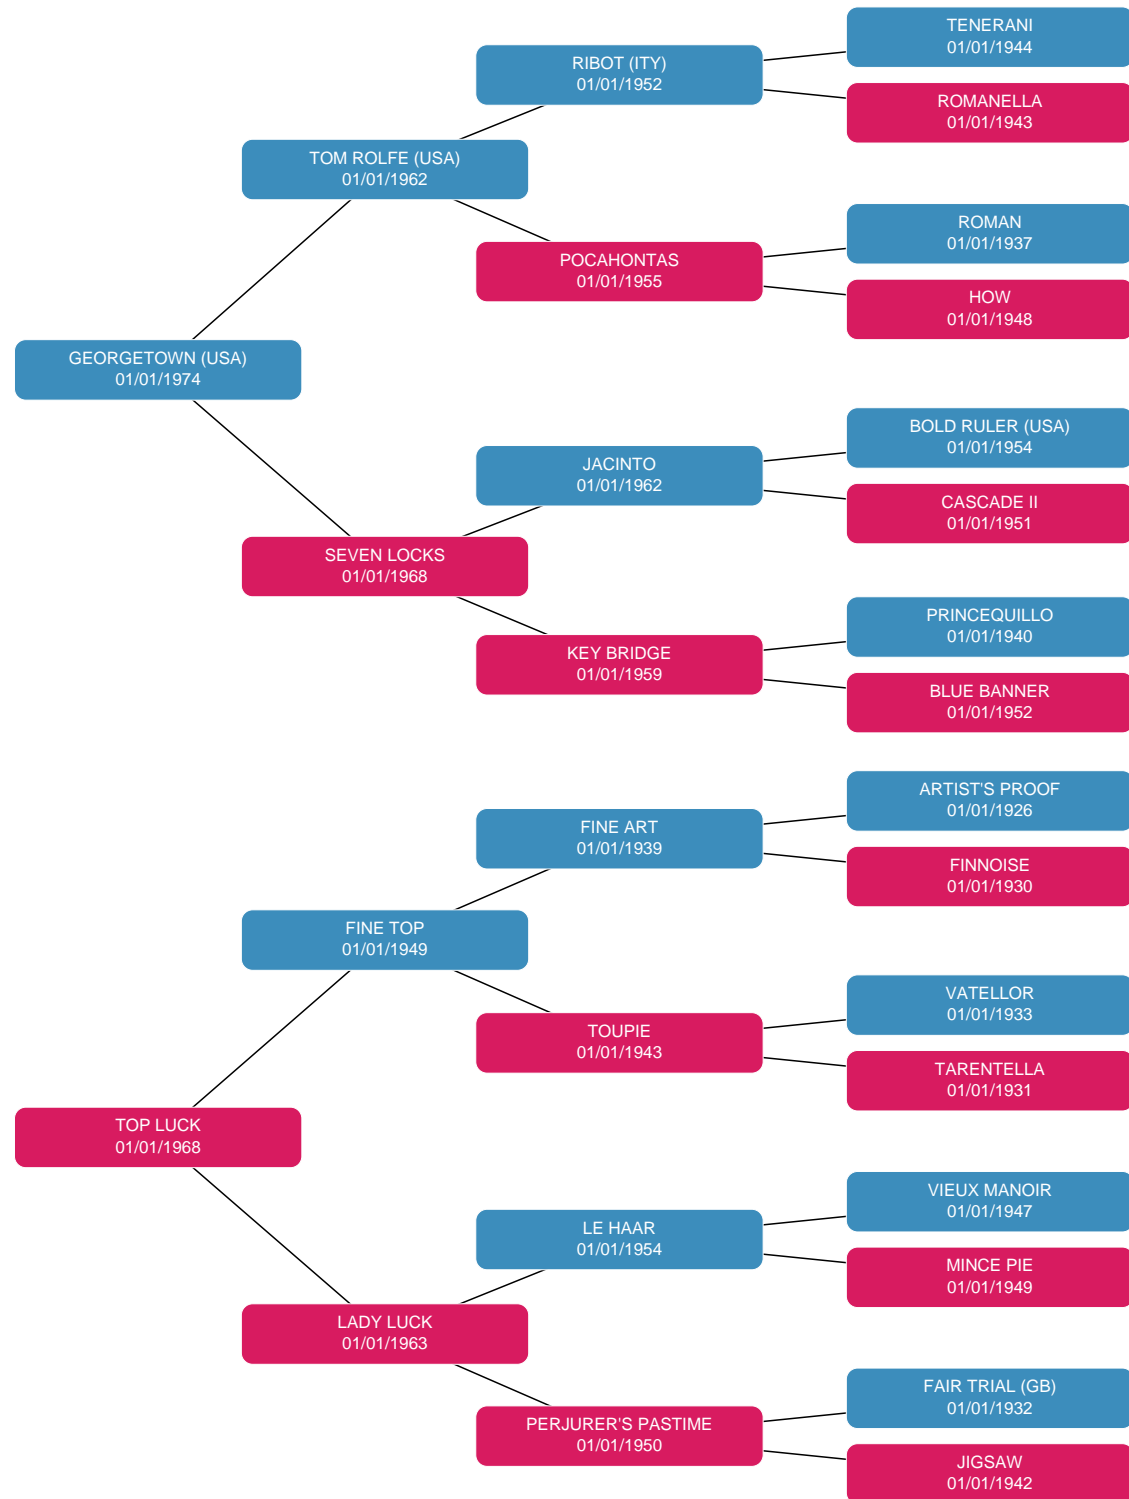 TENERANI
01/01/1944
RIBOT (ITY)
01/01/1952
ROMANELLA
01/01/1943
TOM ROLFE (USA)
01/01/1962
ROMAN
01/01/1937
POCAHONTAS
01/01/1955
HOW
01/01/1948
GEORGETOWN (USA)
01/01/1974
BOLD RULER (USA)
01/01/1954
JACINTO
01/01/1962
CASCADE II
01/01/1951
SEVEN LOCKS
01/01/1968
PRINCEQUILLO
01/01/1940
KEY BRIDGE
01/01/1959
BLUE BANNER
01/01/1952
ARTIST'S PROOF
01/01/1926
FINE ART
01/01/1939
FINNOISE
01/01/1930
FINE TOP
01/01/1949
VATELLOR
01/01/1933
TOUPIE
01/01/1943
TARENTELLA
01/01/1931
TOP LUCK
01/01/1968
VIEUX MANOIR
01/01/1947
LE HAAR
01/01/1954
MINCE PIE
01/01/1949
LADY LUCK
01/01/1963
FAIR TRIAL (GB)
01/01/1932
PERJURER'S PASTIME
01/01/1950
JIGSAW
01/01/1942